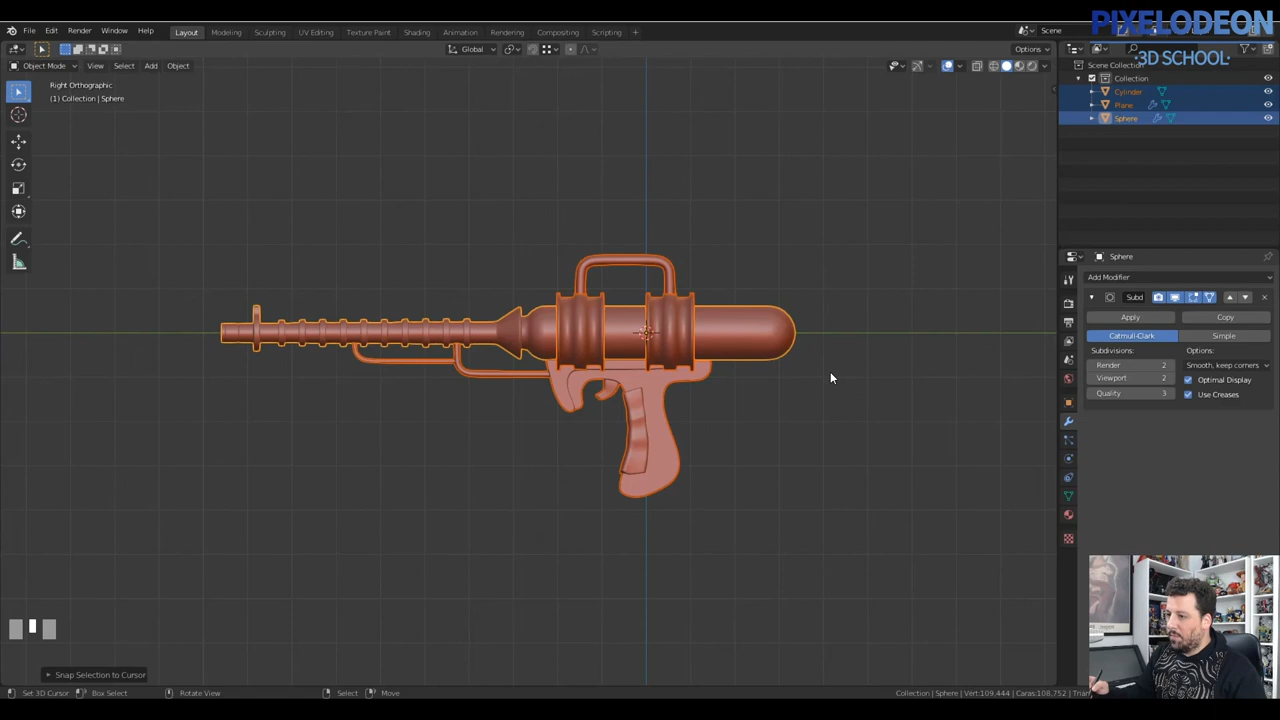 PIXELODEON
·3D SCHOOL·
File Edit Render Window Help Layout Modeling Sculpting UV Editing Texture Paint Shading Animation Rendering Compositing Scripting + Scene
Global Options
Object Mode View Select Add Object
Scene Collection
Collection
Cylinder
Plane
Sphere
Right Orthographic
(1) Collection | Sphere
Sphere
Add Modifier
Subd
Apply Copy
Catmull-Clark Simple
Subdivisions: Options:
Render 2 Smooth, keep corners
Viewport 2 Optimal Display
Quality 3 Use Creases
Snap Selection to Cursor
Set 3D Cursor Box Select Rotate View Select Move
Collection | Sphere | Vért:109,444 | Caras:108,752 |